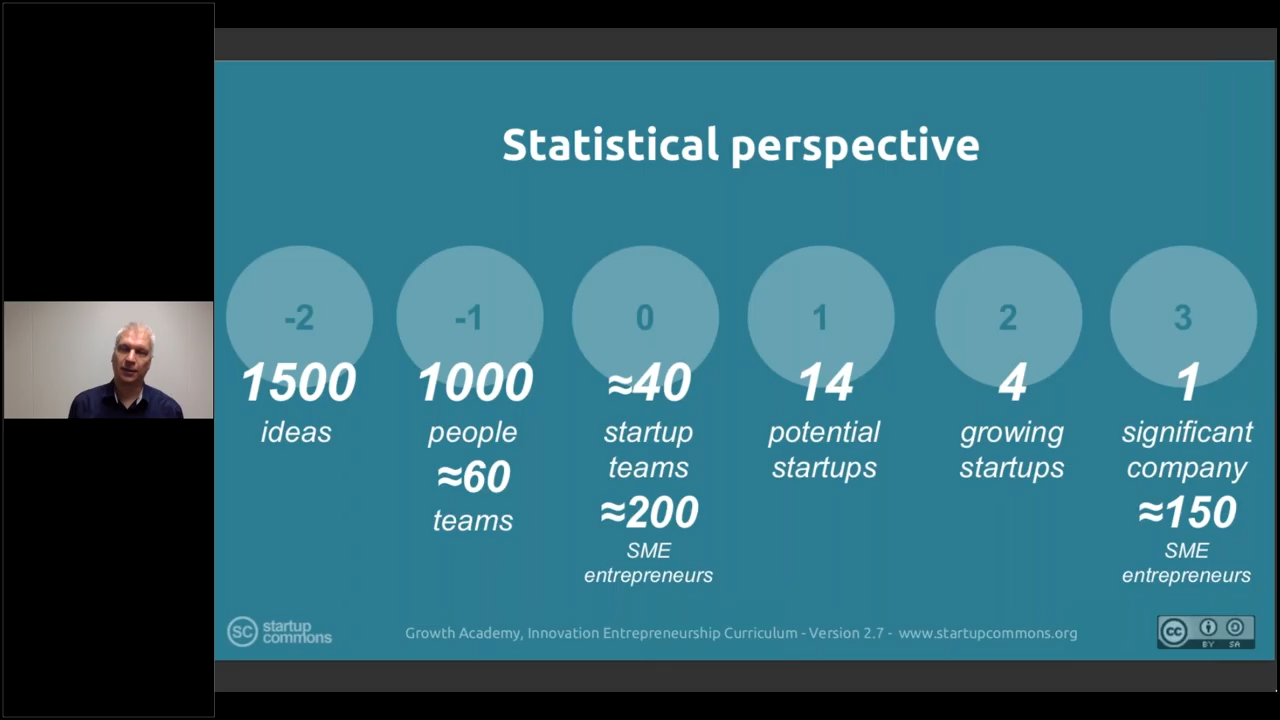 Statistical perspective
-2
-1
0
1
2
3
1500
ideas
1000
people
≈60
teams
≈40
startup
teams
≈200
SME
entrepreneurs
14
potential
startups
4
growing
startups
1
significant
company
≈150
SME
entrepreneurs
SC startup
commons
Growth Academy, Innovation Entrepreneurship Curriculum - Version 2.7 - www.startupcommons.org
cc
BY SA